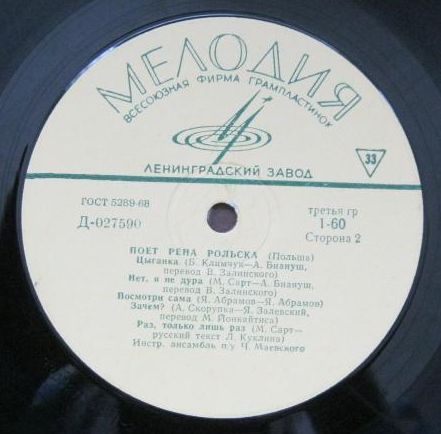 МЕЛОДИЯ
ВСЕСОЮЗНАЯ ФИРМА ГРАМПЛАСТИНОК
ЛЕНИНГРАДСКИЙ ЗАВОД
33
ГОСТ 5289-68
Д-027590
третья гр
1-60
Сторона 2
ПОЕТ РЕНА РОЛЬСКА (Польша)
Цыганка (Б. Климчук—А. Биануш,
перевод В. Залинского)
Нет, я не дура (М. Сарт—А. Биануш,
перевод В. Залинского)
Посмотри сама (Я. Абрамов—Я. Абрамов)
Зачем? (А. Скорупка—Я. Залевский,
перевод М. Йонкайтиса)
Раз, только лишь раз (М. Сарт—
русский текст Л. Куклина)
Инстр. ансамбль п/у Ч. Маевского